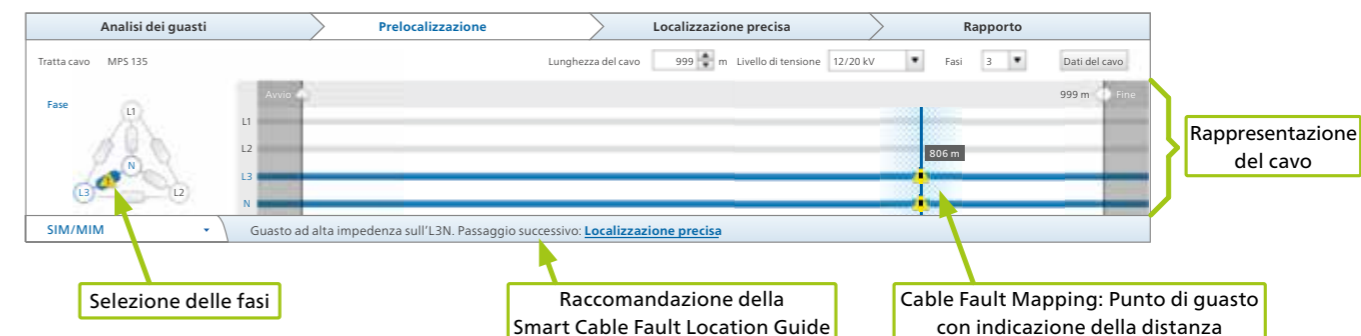 Analisi dei guasti
Prelocalizzazione
Localizzazione precisa
Rapporto
Tratta cavo MPS 135
Lunghezza del cavo 999 m Livello di tensione 12/20 kV Fasi 3 Dati del cavo
Avvio
999 m Fine
Fase
L1
N
L3
L2
L1
L2
806 m
L3
N
Rappresentazione
del cavo
SIM/MIM
Guasto ad alta impedenza sull'L3N. Passaggio successivo: Localizzazione precisa
Selezione delle fasi
Raccomandazione della
Smart Cable Fault Location Guide
Cable Fault Mapping: Punto di guasto
con indicazione della distanza